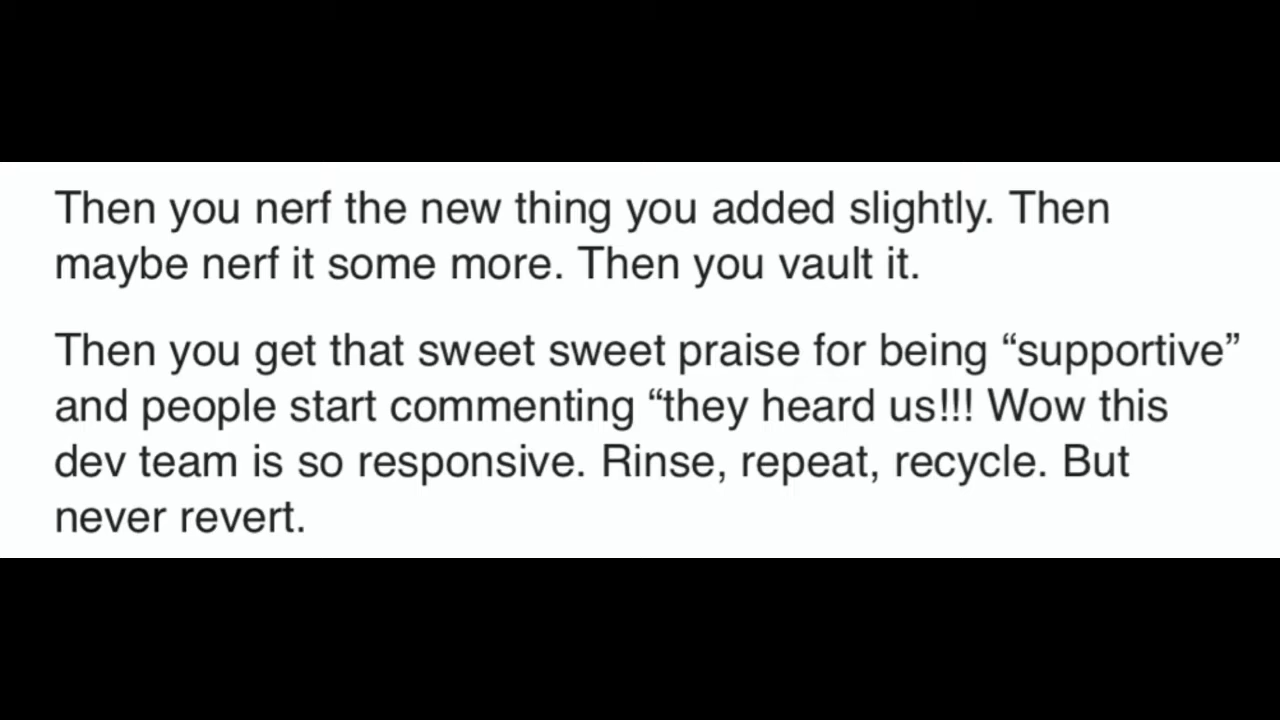 Then you nerf the new thing you added slightly. Then
maybe nerf it some more. Then you vault it.
Then you get that sweet sweet praise for being “supportive”
and people start commenting “they heard us!!! Wow this
dev team is so responsive. Rinse, repeat, recycle. But
never revert.